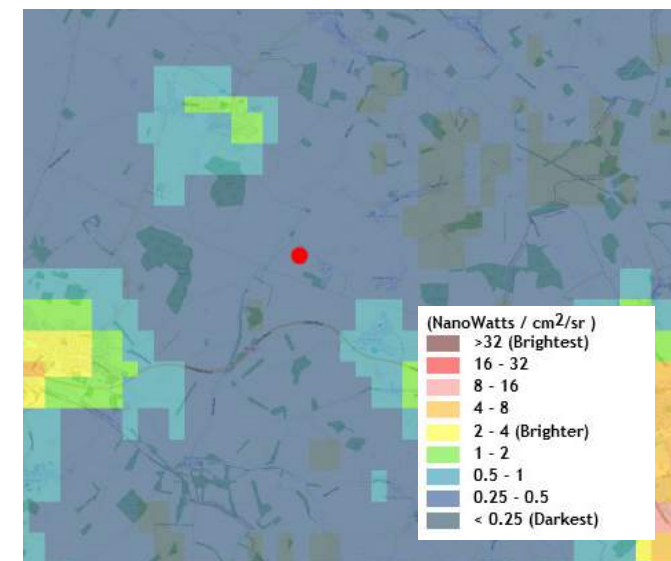 (NanoWatts / cm2/sr )
>32 (Brightest)
16 - 32
8 - 16
4 - 8
2 - 4 (Brighter)
1 - 2
0.5 - 1
0.25 - 0.5
< 0.25 (Darkest)